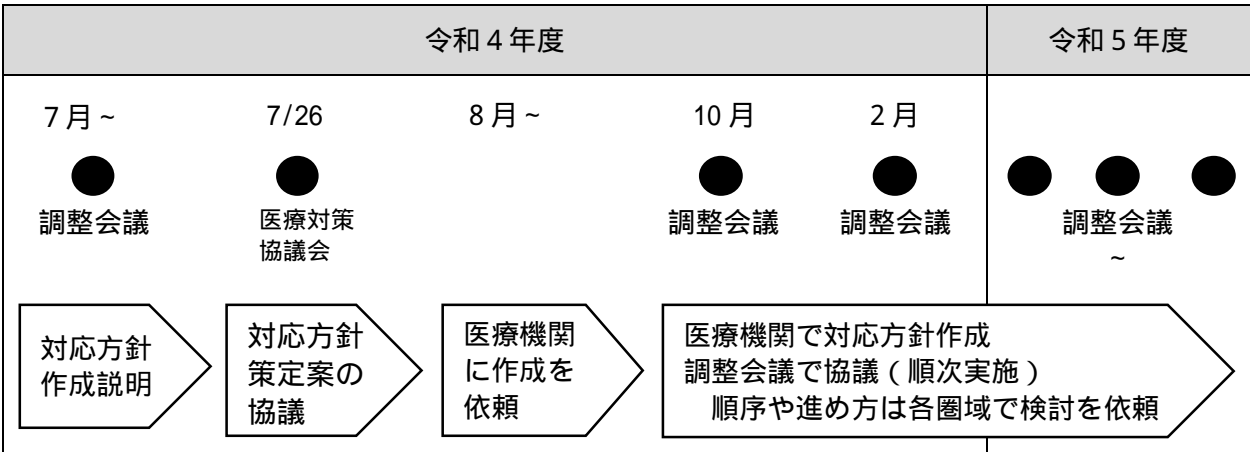 令和４年度
令和５年度
７月~
7/26
８月~
10月
２月
調整会議
医療対策
協議会
調整会議
調整会議
調整会議
~
対応方針
作成説明
対応方針
策定案の
協議
医療機関
に作成を
依頼
医療機関で対応方針作成
調整会議で協議（順次実施）
順序や進め方は各圏域で検討を依頼